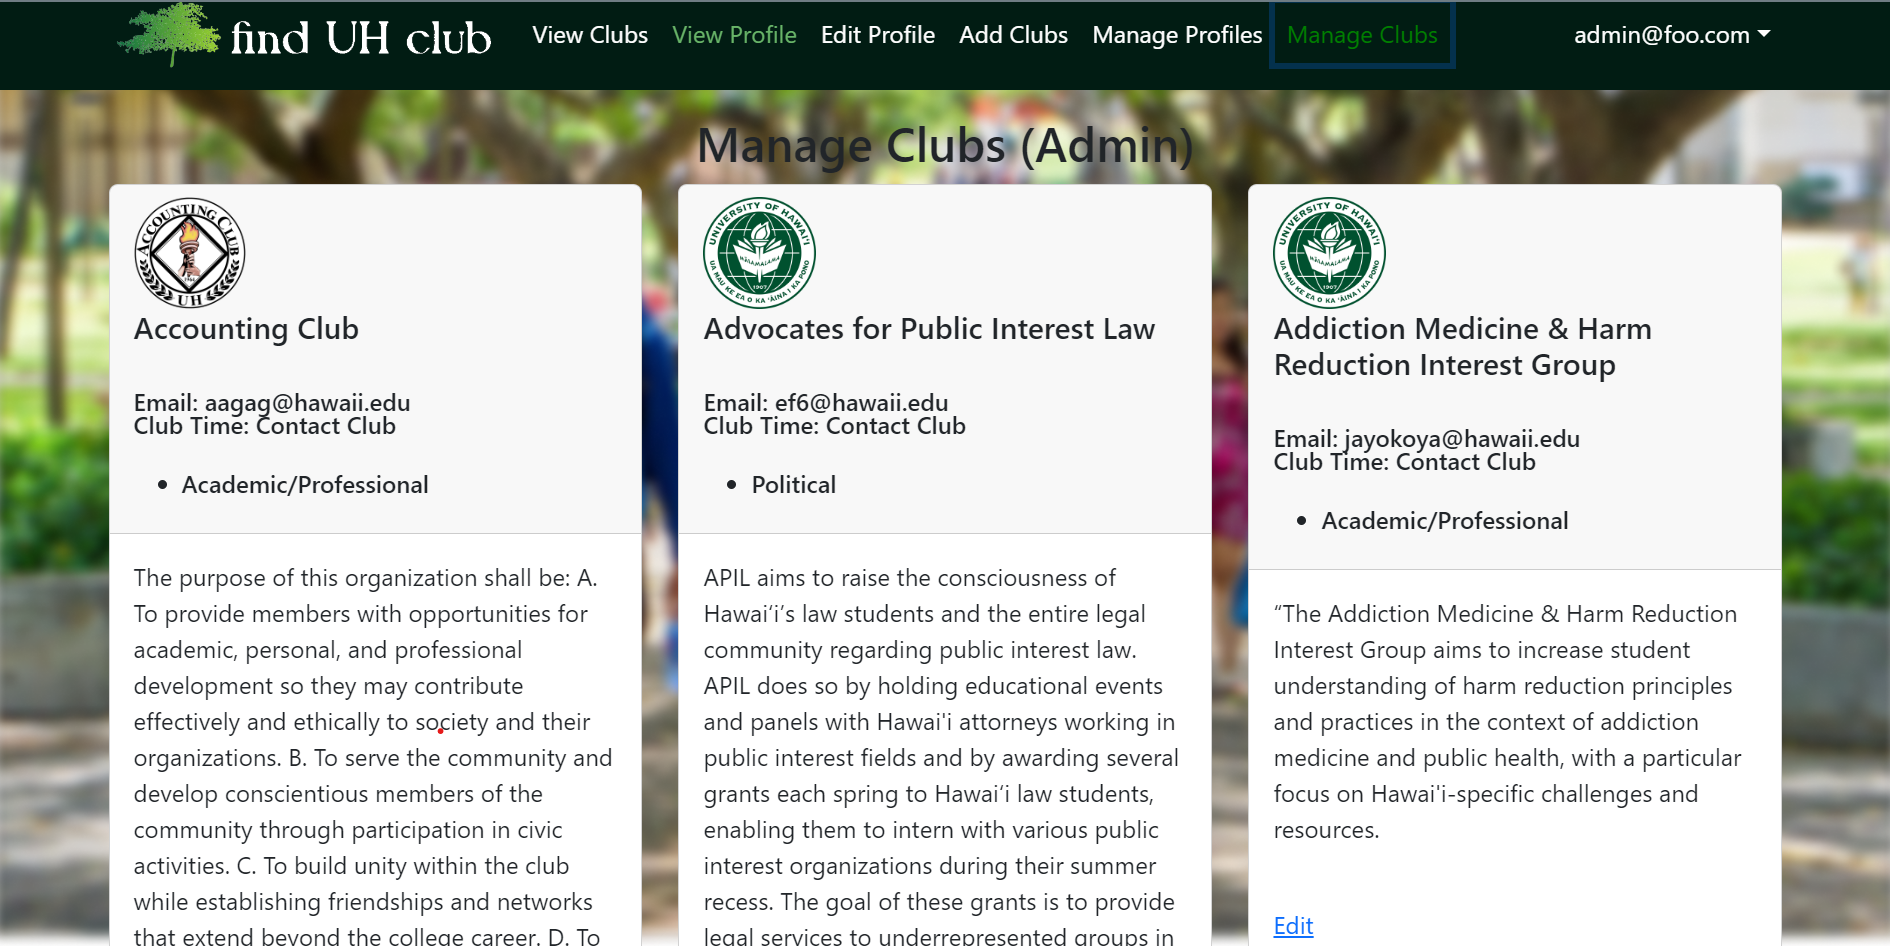 find UH club
View Clubs
View Profile
Edit Profile
Add Clubs
Manage Profiles
Manage Clubs
admin@foo.com
Manage Clubs (Admin)
ACCOUNTING CLUB
UH
Accounting Club
Email: aagag@hawaii.edu
Club Time: Contact Club
Academic/Professional
The purpose of this organization shall be: A.
To provide members with opportunities for
academic, personal, and professional
development so they may contribute
effectively and ethically to society and their
organizations. B. To serve the community and
develop conscientious members of the
community through participation in civic
activities. C. To build unity within the club
while establishing friendships and networks
that extend beyond the college career. D. To
UNIVERSITY OF HAWAI‘I
UA MAU KE EA O KA ‘ĀINA I KA PONO
1907
Advocates for Public Interest Law
Email: ef6@hawaii.edu
Club Time: Contact Club
Political
APIL aims to raise the consciousness of
Hawai‘i’s law students and the entire legal
community regarding public interest law.
APIL does so by holding educational events
and panels with Hawai'i attorneys working in
public interest fields and by awarding several
grants each spring to Hawai‘i law students,
enabling them to intern with various public
interest organizations during their summer
recess. The goal of these grants is to provide
legal services to underrepresented groups in
UNIVERSITY OF HAWAI‘I
UA MAU KE EA O KA ‘ĀINA I KA PONO
1907
Addiction Medicine & Harm
Reduction Interest Group
Email: jayokoya@hawaii.edu
Club Time: Contact Club
Academic/Professional
“The Addiction Medicine & Harm Reduction
Interest Group aims to increase student
understanding of harm reduction principles
and practices in the context of addiction
medicine and public health, with a particular
focus on Hawai'i-specific challenges and
resources.
Edit